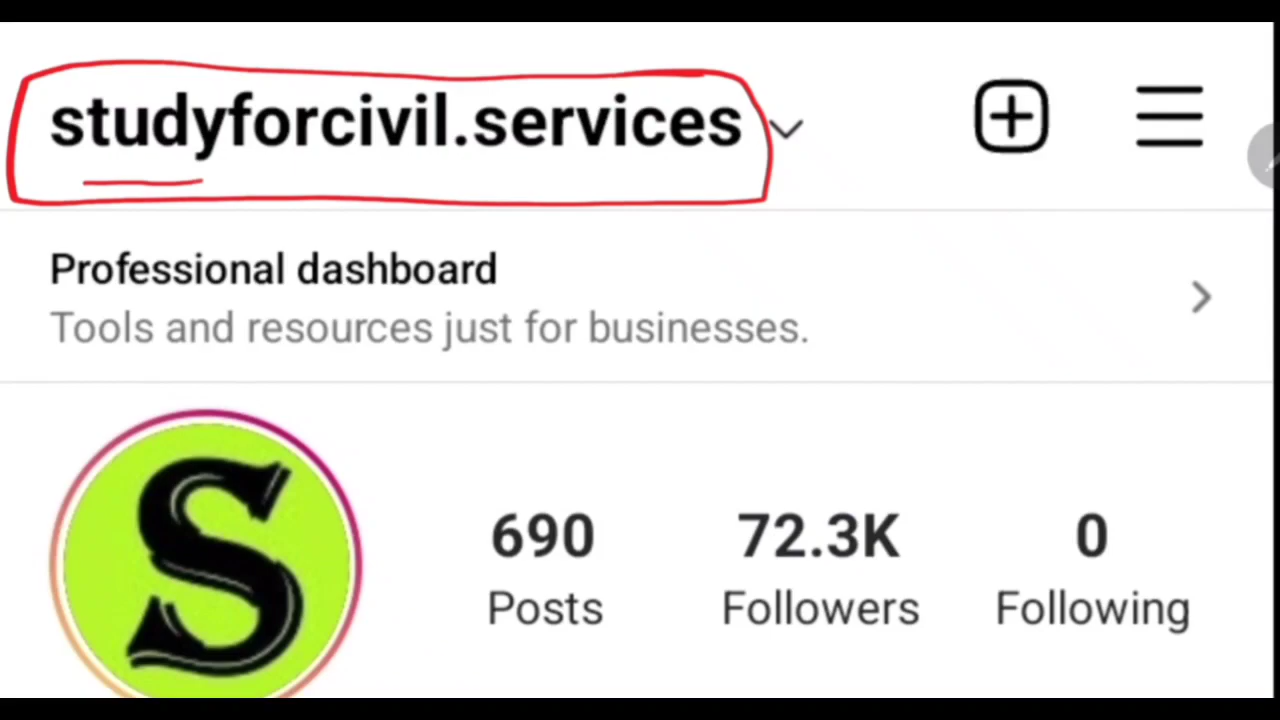 studyforcivil.services
Professional dashboard
Tools and resources just for businesses.
S
690 72.3K 0
Posts Followers Following